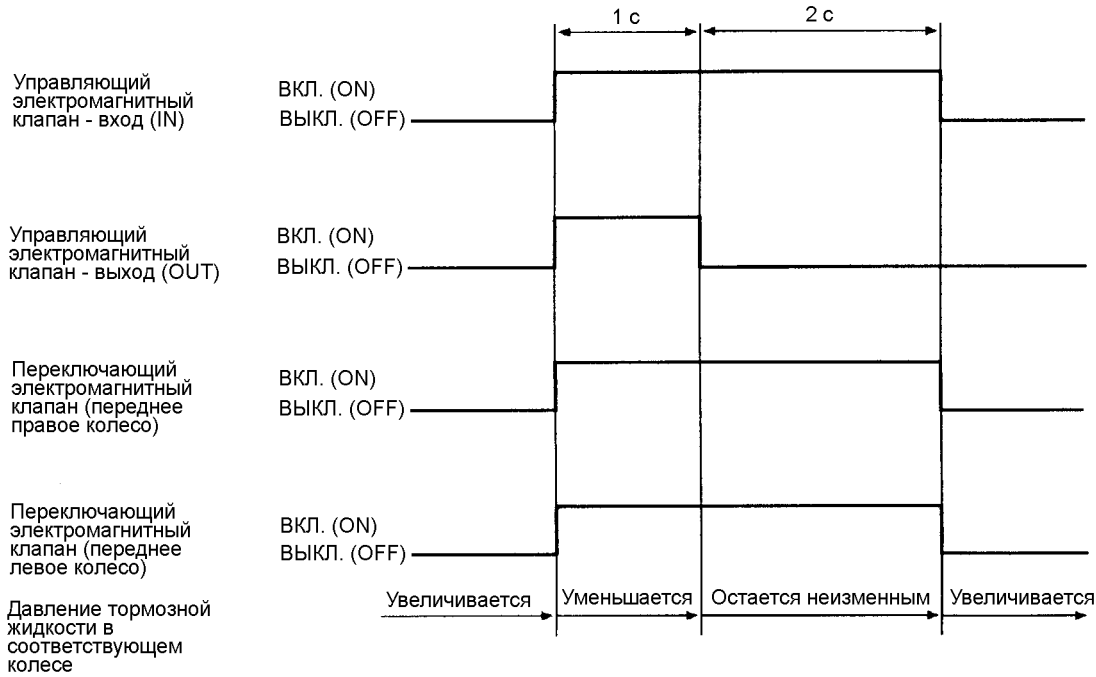 1 с
2 с
Управляющий
электромагнитный
клапан - вход (IN)
ВКЛ. (ON)
ВЫКЛ. (OFF)
Управляющий
электромагнитный
клапан - выход (OUT)
ВКЛ. (ON)
ВЫКЛ. (OFF)
Переключающий
электромагнитный
клапан (переднее
правое колесо)
ВКЛ. (ON)
ВЫКЛ. (OFF)
Переключающий
электромагнитный
клапан (переднее
левое колесо)
ВКЛ. (ON)
ВЫКЛ. (OFF)
Давление тормозной
жидкости в
соответствующем
колесе
Увеличивается
Уменьшается
Остается неизменным
Увеличивается